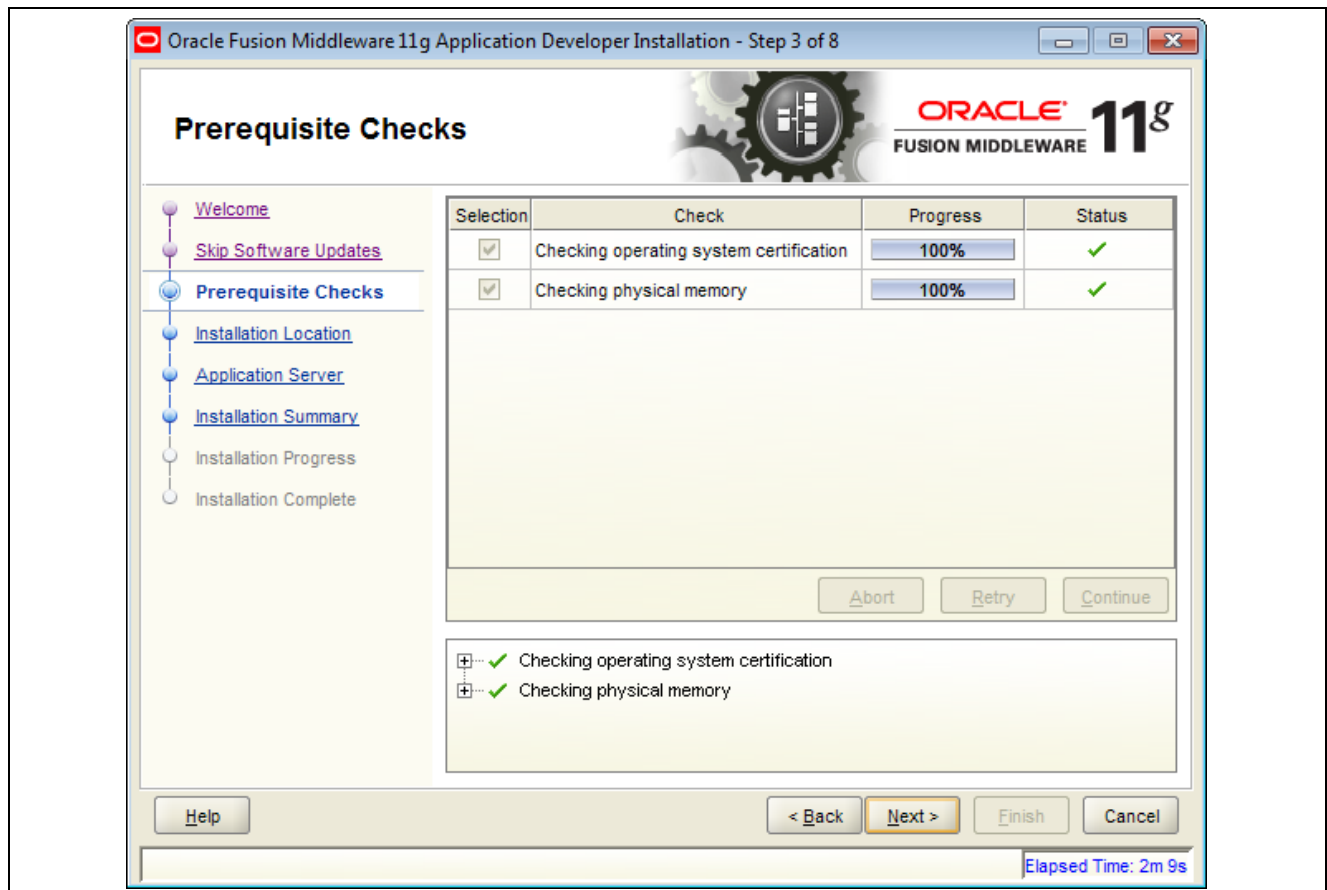 Oracle Fusion Middleware 11g Application Developer Installation - Step 3 of 8
Prerequisite Checks
ORACLE 11g
FUSION MIDDLEWARE
Welcome
Skip Software Updates
Prerequisite Checks
Installation Location
Application Server
Installation Summary
Installation Progress
Installation Complete
Selection Check Progress Status
Checking operating system certification 100%
Checking physical memory 100%
Abort Retry Continue
Checking operating system certification
Checking physical memory
Help < Back Next > Finish Cancel
Elapsed Time: 2m 9s